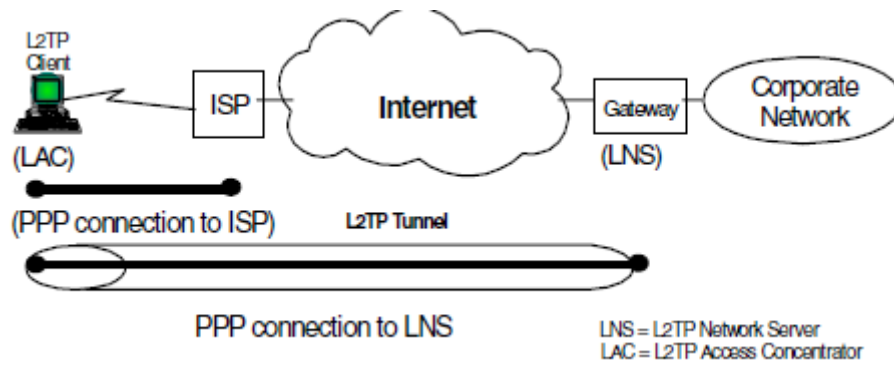 L2TP
Client
ISP
Internet
Gateway
Corporate
Network
(LAC)
(LNS)
(PPP connection to ISP)
L2TP Tunnel
PPP connection to LNS
LNS = L2TP Network Server
LAC = L2TP Access Concentrator